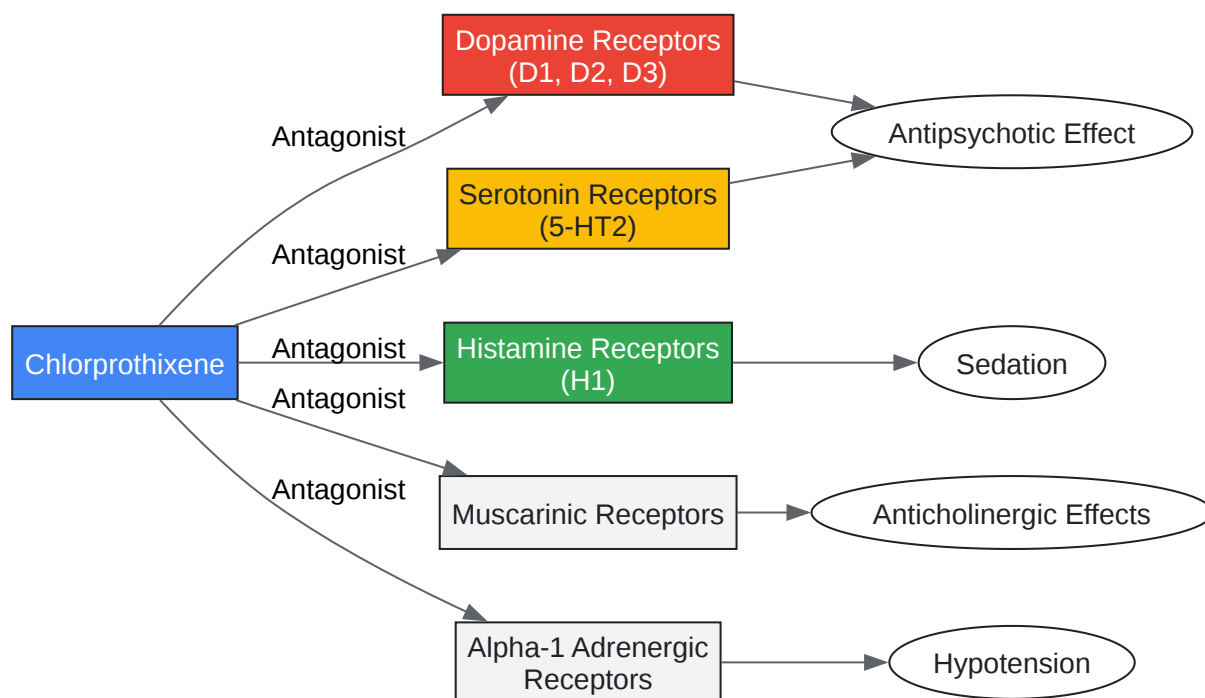 Dopamine Receptors
(D1, D2, D3)
Antagonist
Antipsychotic Effect
Serotonin Receptors
(5-HT2)
Antagonist
Chlorprothixene
Antagonist
Histamine Receptors
(H1)
Sedation
Antagonist
Muscarinic Receptors
Anticholinergic Effects
Antagonist
Alpha-1 Adrenergic
Receptors
Hypotension